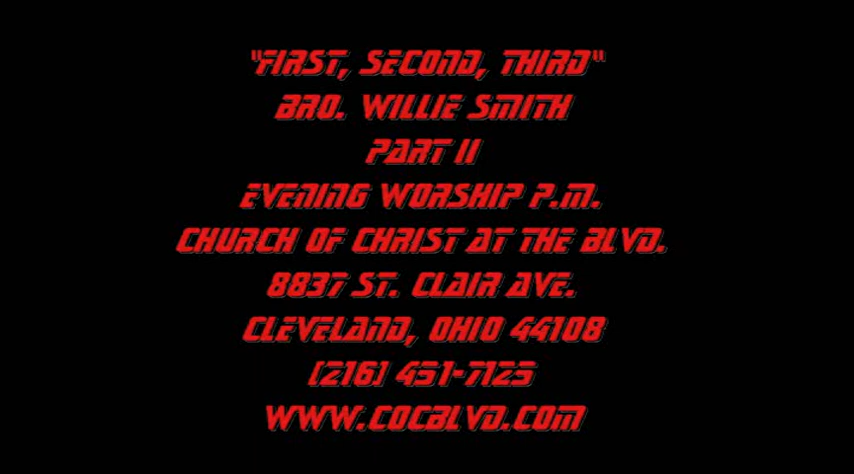 "FIRST, SECOND, THIRD"
BRO. WILLIE SMITH
PART II
EVENING WORSHIP P.M.
CHURCH OF CHRIST AT THE BLVD.
8837 ST. CLAIR AVE.
CLEVELAND, OHIO 44108
(216) 451-7125
WWW.COCBLVD.COM